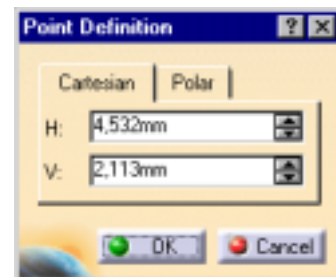 Point Definition ? X
Cartesian Polar
H: 4,532mm
V: 2,113mm
OK Cancel